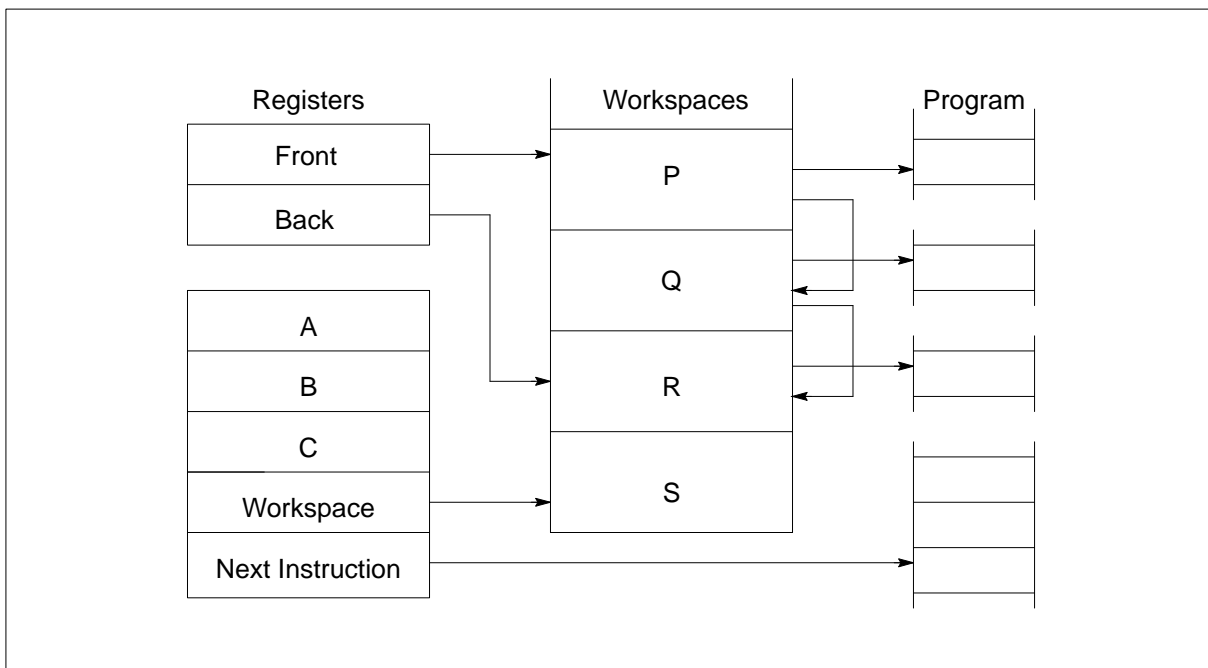 Registers
Workspaces
Program
Front
Back
A
B
C
Workspace
Next Instruction
P
Q
R
S